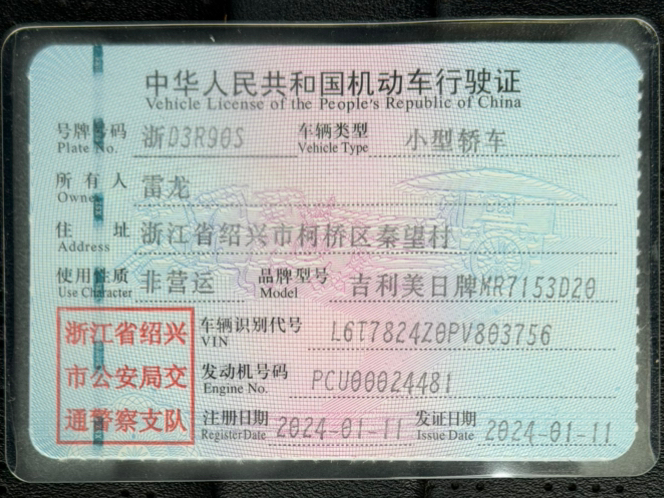 中华人民共和国机动车行驶证
Vehicle License of the People's Republic of China
号牌号码 浙D3R90S 车辆类型 小型轿车
Plate No. Vehicle Type
所有人 雷龙
Owner
住址 浙江省绍兴市柯桥区秦望村
Address
使用性质 非营运 品牌型号 吉利美日牌MR7153D20
Use Character Model
浙江省绍兴 车辆识别代号 L6T7824Z0PV803756
VIN
市公安局交 发动机号码 PCU00024481
Engine No.
通警察支队 注册日期 2024-01-11 发证日期 2024-01-11
Register Date Issue Date